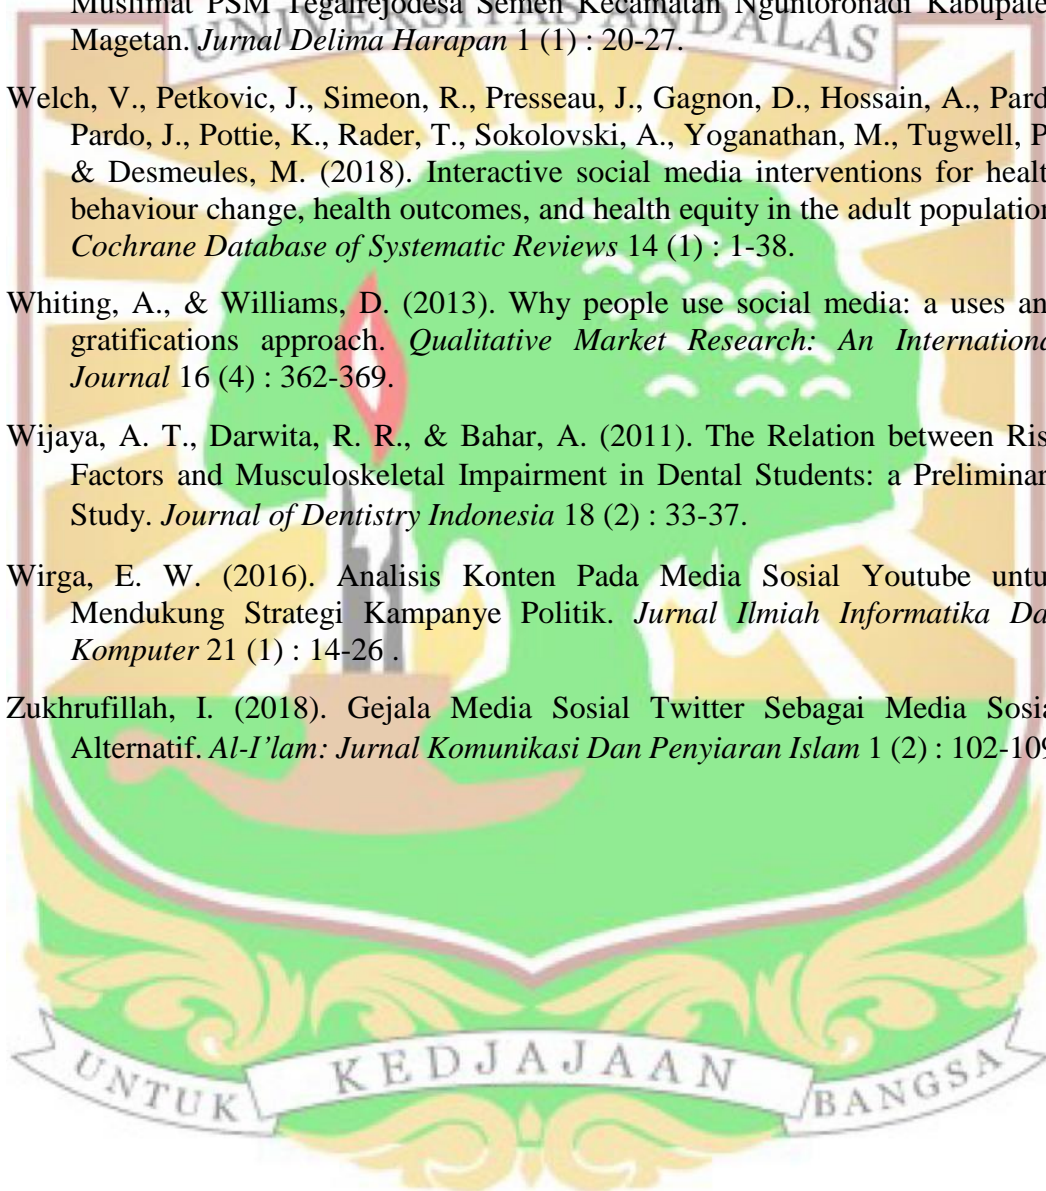 Muslimat PSM Tegalrejodesa Semen Kecamatan Nguntoronadi Kabupate
UNIVERSITAS ANDALAS
Magetan. Jurnal Delima Harapan 1 (1) : 20-27.
Welch, V., Petkovic, J., Simeon, R., Presseau, J., Gagnon, D., Hossain, A., Pard
Pardo, J., Pottie, K., Rader, T., Sokolovski, A., Yoganathan, M., Tugwell, P
& Desmeules, M. (2018). Interactive social media interventions for healt
behaviour change, health outcomes, and health equity in the adult population
Cochrane Database of Systematic Reviews 14 (1) : 1-38.
Whiting, A., & Williams, D. (2013). Why people use social media: a uses an
gratifications approach. Qualitative Market Research: An Internationa
Journal 16 (4) : 362-369.
Wijaya, A. T., Darwita, R. R., & Bahar, A. (2011). The Relation between Ris
Factors and Musculoskeletal Impairment in Dental Students: a Preliminar
Study. Journal of Dentistry Indonesia 18 (2) : 33-37.
Wirga, E. W. (2016). Analisis Konten Pada Media Sosial Youtube untu
Mendukung Strategi Kampanye Politik. Jurnal Ilmiah Informatika Da
Komputer 21 (1) : 14-26 .
Zukhrufillah, I. (2018). Gejala Media Sosial Twitter Sebagai Media Sosia
Alternatif. Al-I’lam: Jurnal Komunikasi Dan Penyiaran Islam 1 (2) : 102-109
UNTUK KEDJAJAAN BANGSA